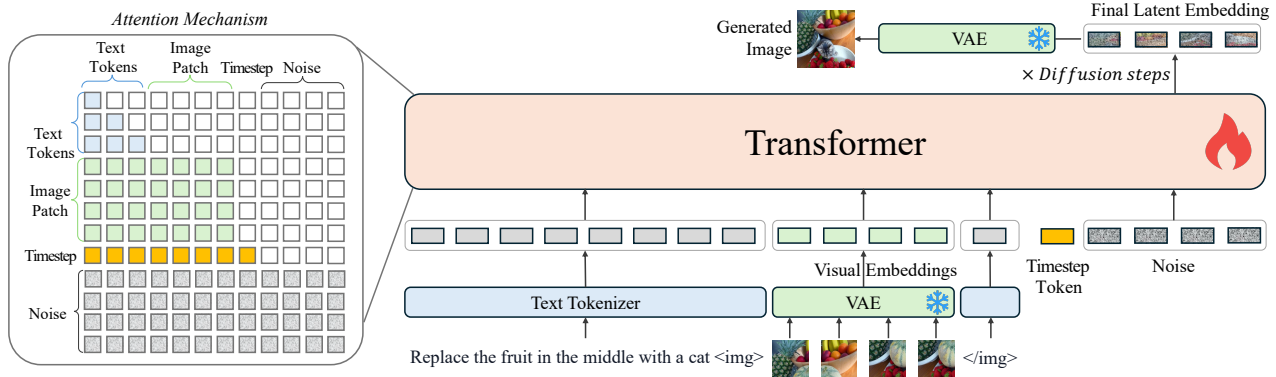 Attention Mechanism
Text
Tokens
Image
Patch
Timestep
Noise
Text
Tokens
Image
Patch
Timestep
Noise
Generated
Image
VAE
Final Latent Embedding
× Diffusion steps
Transformer
Visual Embeddings
Timestep
Token
Noise
Text Tokenizer
VAE
Replace the fruit in the middle with a cat <img>
</img>